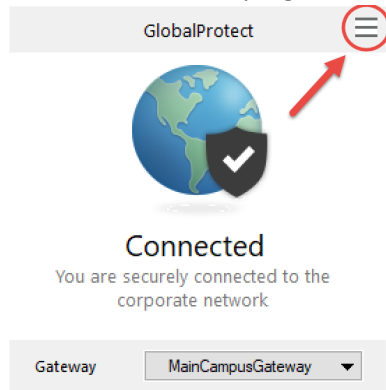 GlobalProtect
Connected
You are securely connected to the
corporate network
Gateway MainCampusGateway